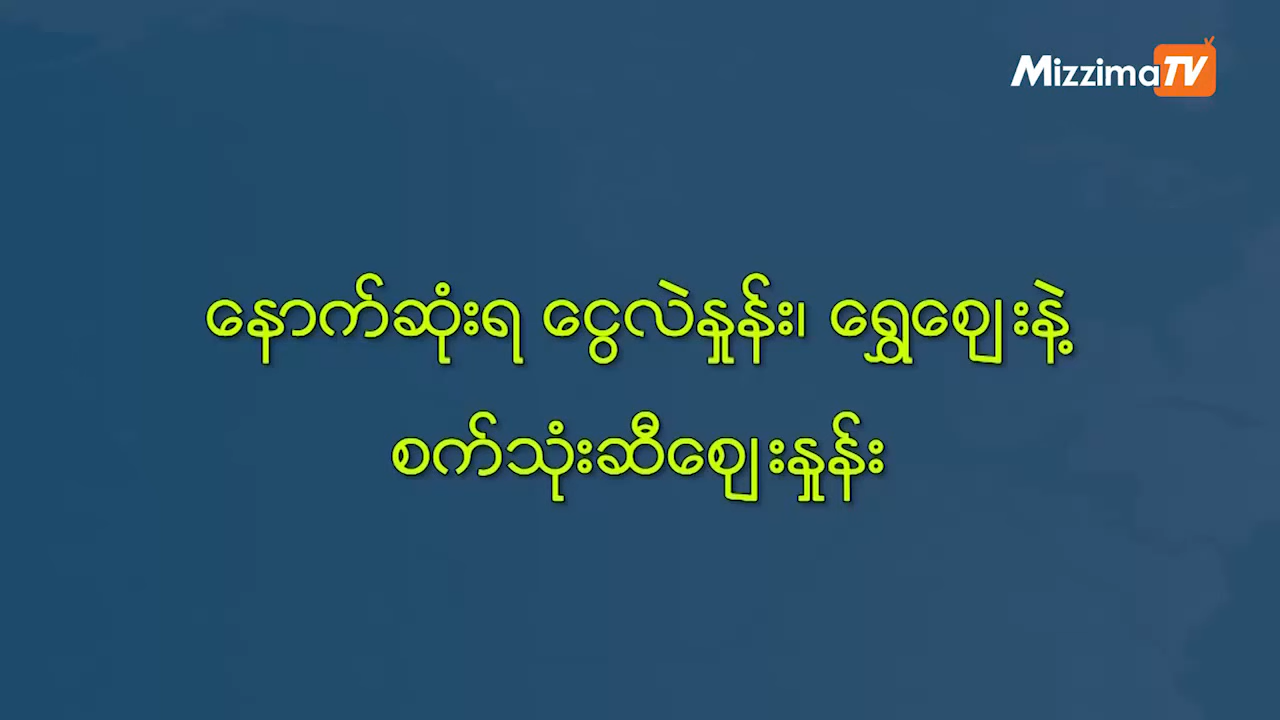 MizzimaTV
နောက်ဆုံးရ ငွေလဲနှုန်း၊ ရွှေဈေးနဲ့
စက်သုံးဆီဈေးနှုန်း